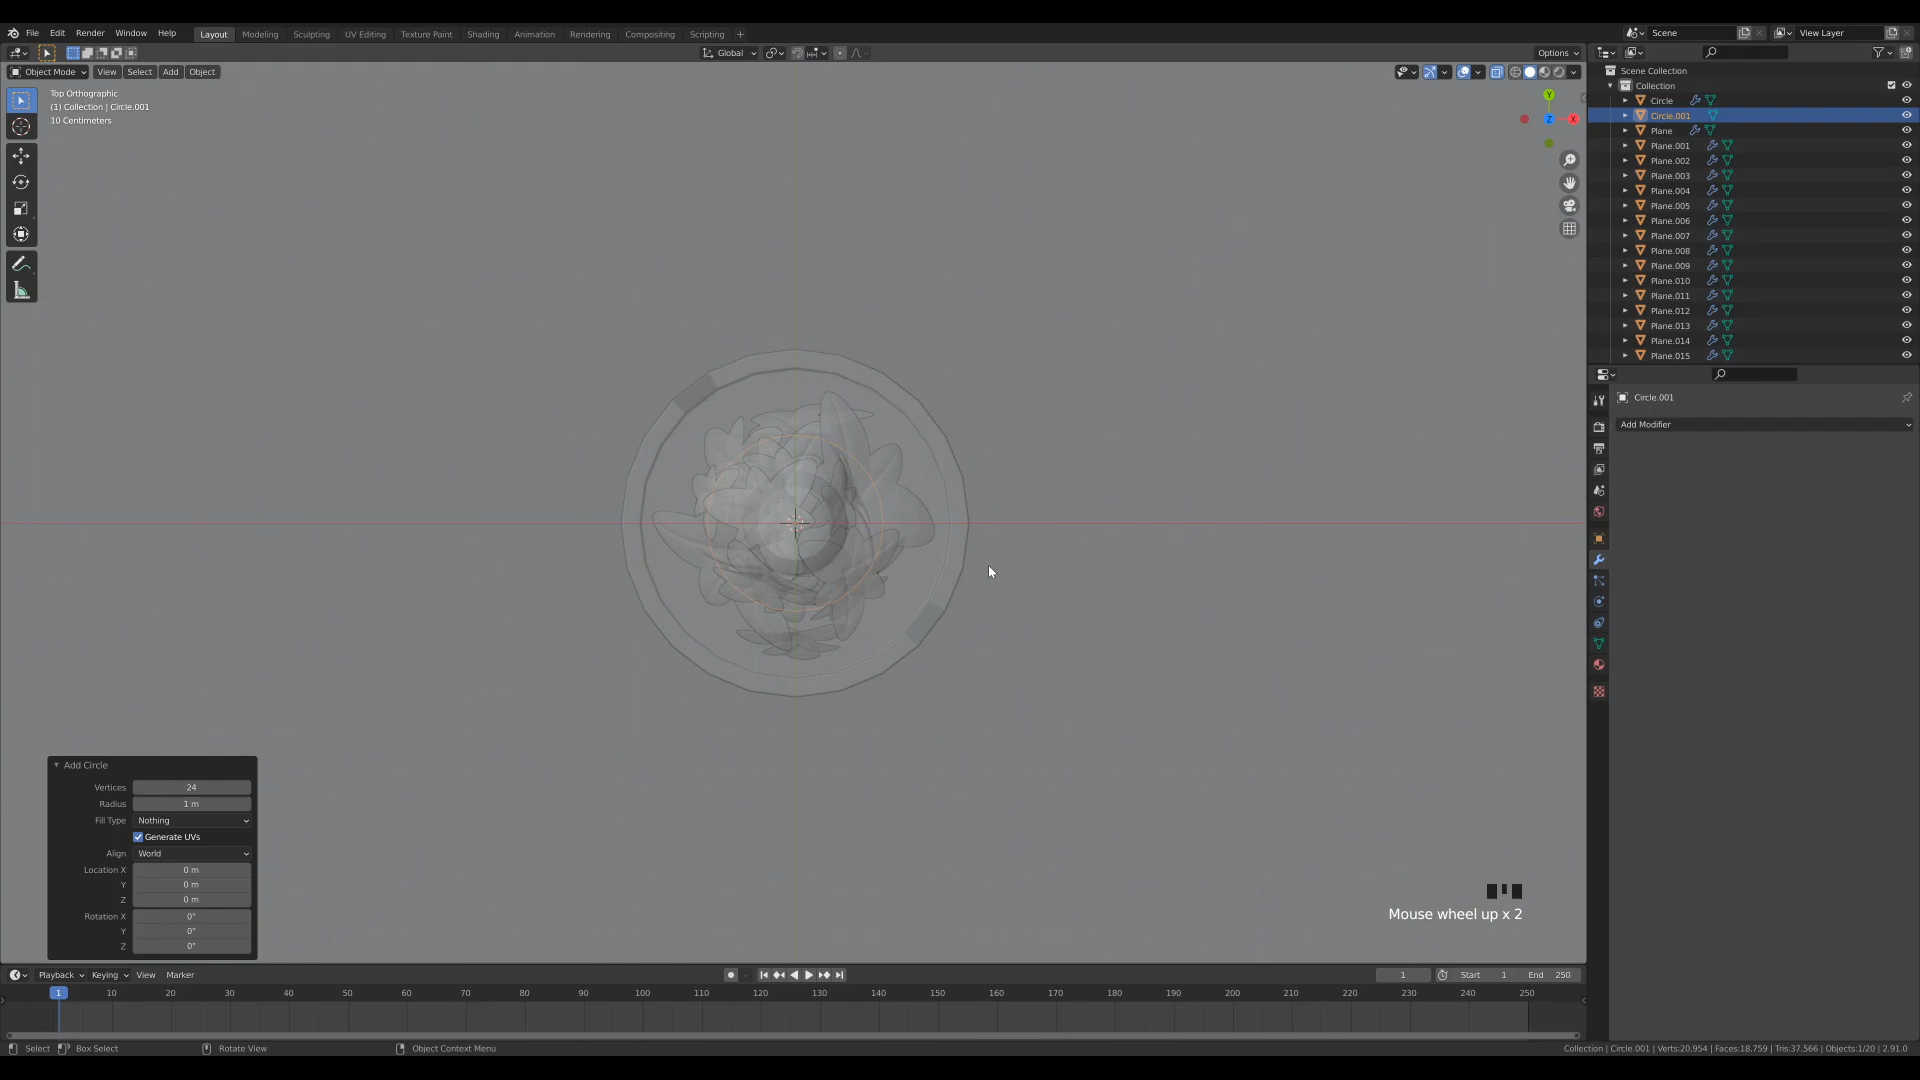 File Edit Render Window Help Layout Modeling Sculpting UV Editing Texture Paint Shading Animation Rendering Compositing Scripting + Scene View Layer
Global Options
Object Mode View Select Add Object
Top Orthographic
(1) Collection | Circle.001
10 Centimeters
Y
Z
X
Scene Collection
Collection
Circle
Circle.001
Plane
Plane.001
Plane.002
Plane.003
Plane.004
Plane.005
Plane.006
Plane.007
Plane.008
Plane.009
Plane.010
Plane.011
Plane.012
Plane.013
Plane.014
Plane.015
Circle.001
Add Modifier
Add Circle
Vertices 24
Radius 1 m
Fill Type Nothing
Generate UVs
Align World
Location X 0 m
Y 0 m
Z 0 m
Rotation X 0°
Y 0°
Z 0°
Mouse wheel up x 2
Playback Keying View Marker 1 Start 1 End 250
1 10 20 30 40 50 60 70 80 90 100 110 120 130 140 150 160 170 180 190 200 210 220 230 240 250
Select Box Select Rotate View Object Context Menu Collection | Circle.001 | Verts:20,954 | Faces:18,759 | Tris:37,566 | Objects:1/20 | 2.91.0